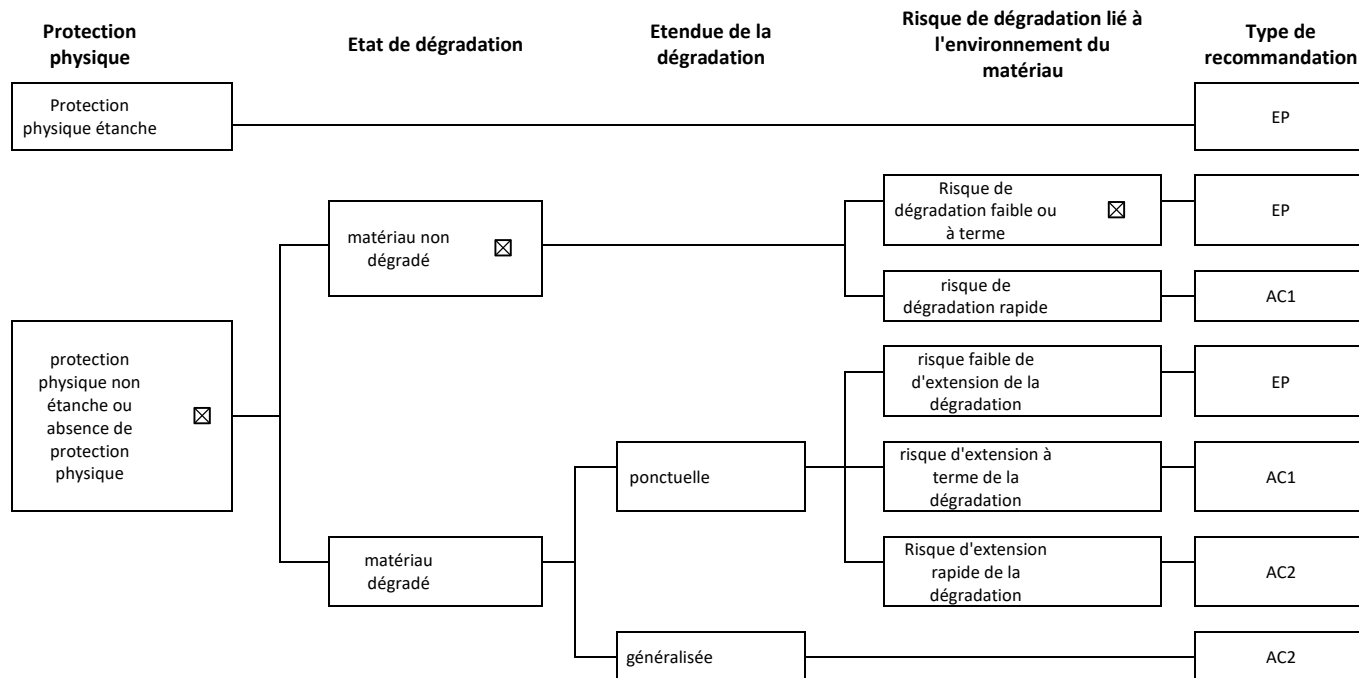 Protection
physique
Etat de dégradation
Etendue de la
dégradation
Risque de dégradation lié à
l'environnement du
matériau
Type de
recommandation
Protection
physique étanche
EP
matériau non
dégradé
☒
Risque de
dégradation faible ou
à terme
☒
EP
risque de
dégradation rapide
AC1
protection
physique non
étanche ou
absence de
protection
physique
☒
risque faible de
d'extension de la
dégradation
EP
ponctuelle
risque d'extension à
terme de la
dégradation
AC1
matériau
dégradé
Risque d'extension
rapide de la
dégradation
AC2
généralisée
AC2